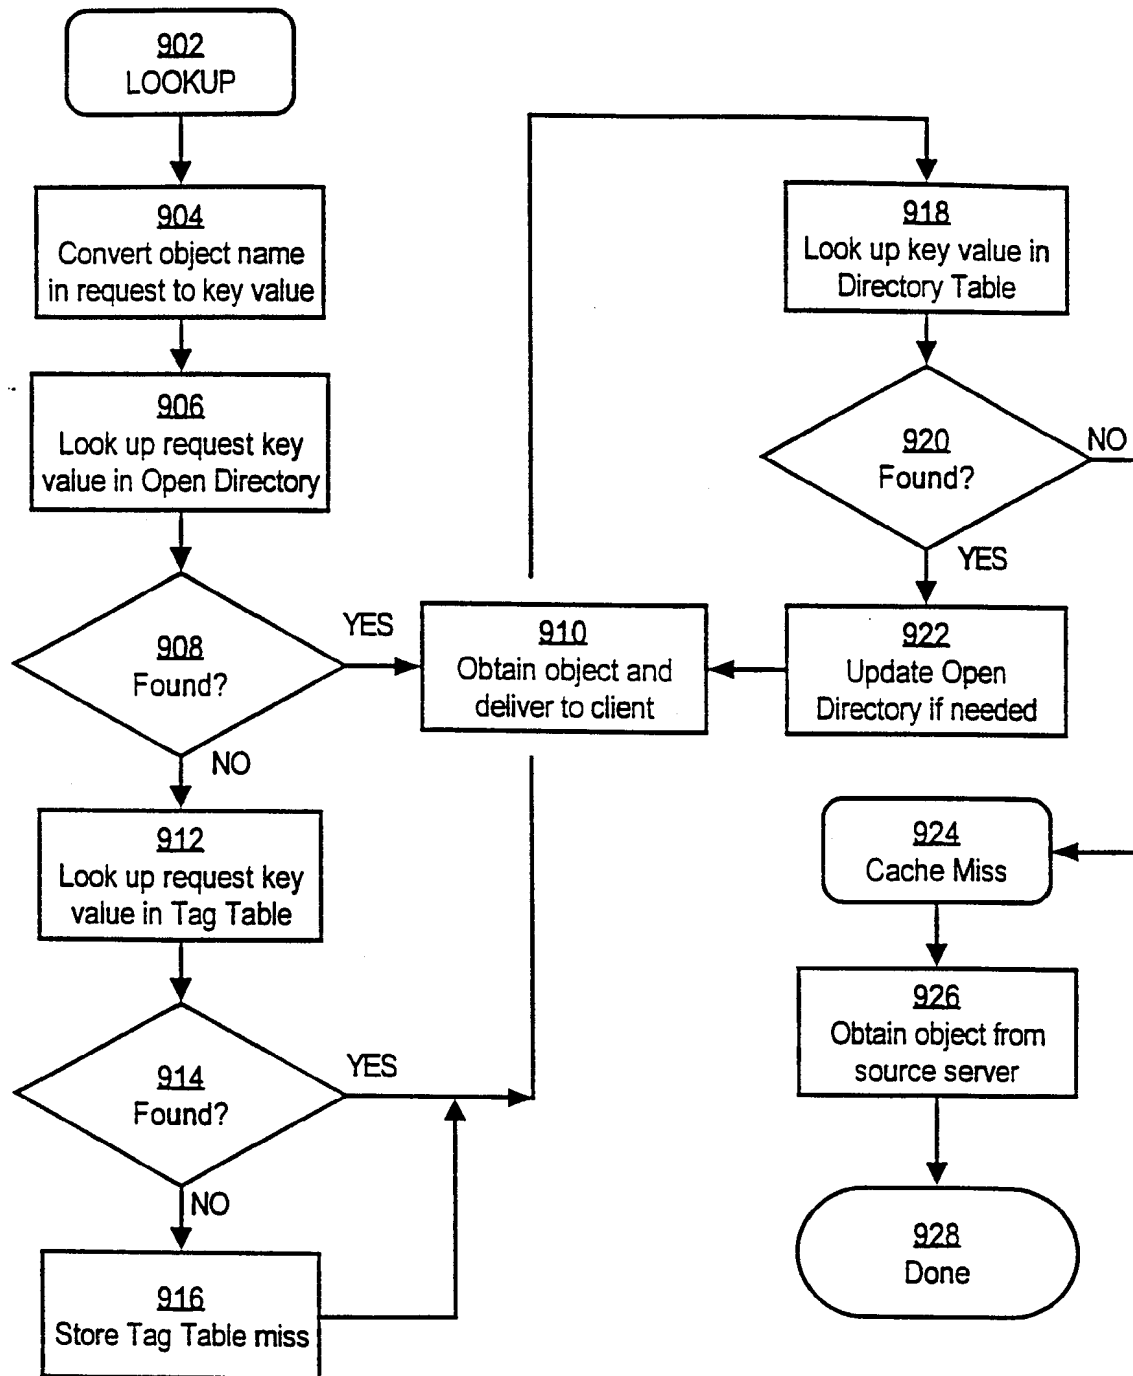 902
LOOKUP
904
Convert object name
in request to key value
906
Look up request key
value in Open Directory
908
Found?
YES
NO
910
Obtain object and
deliver to client
912
Look up request key
value in Tag Table
914
Found?
YES
NO
916
Store Tag Table miss
918
Look up key value in
Directory Table
920
Found?
NO
YES
922
Update Open
Directory if needed
924
Cache Miss
926
Obtain object from
source server
928
Done